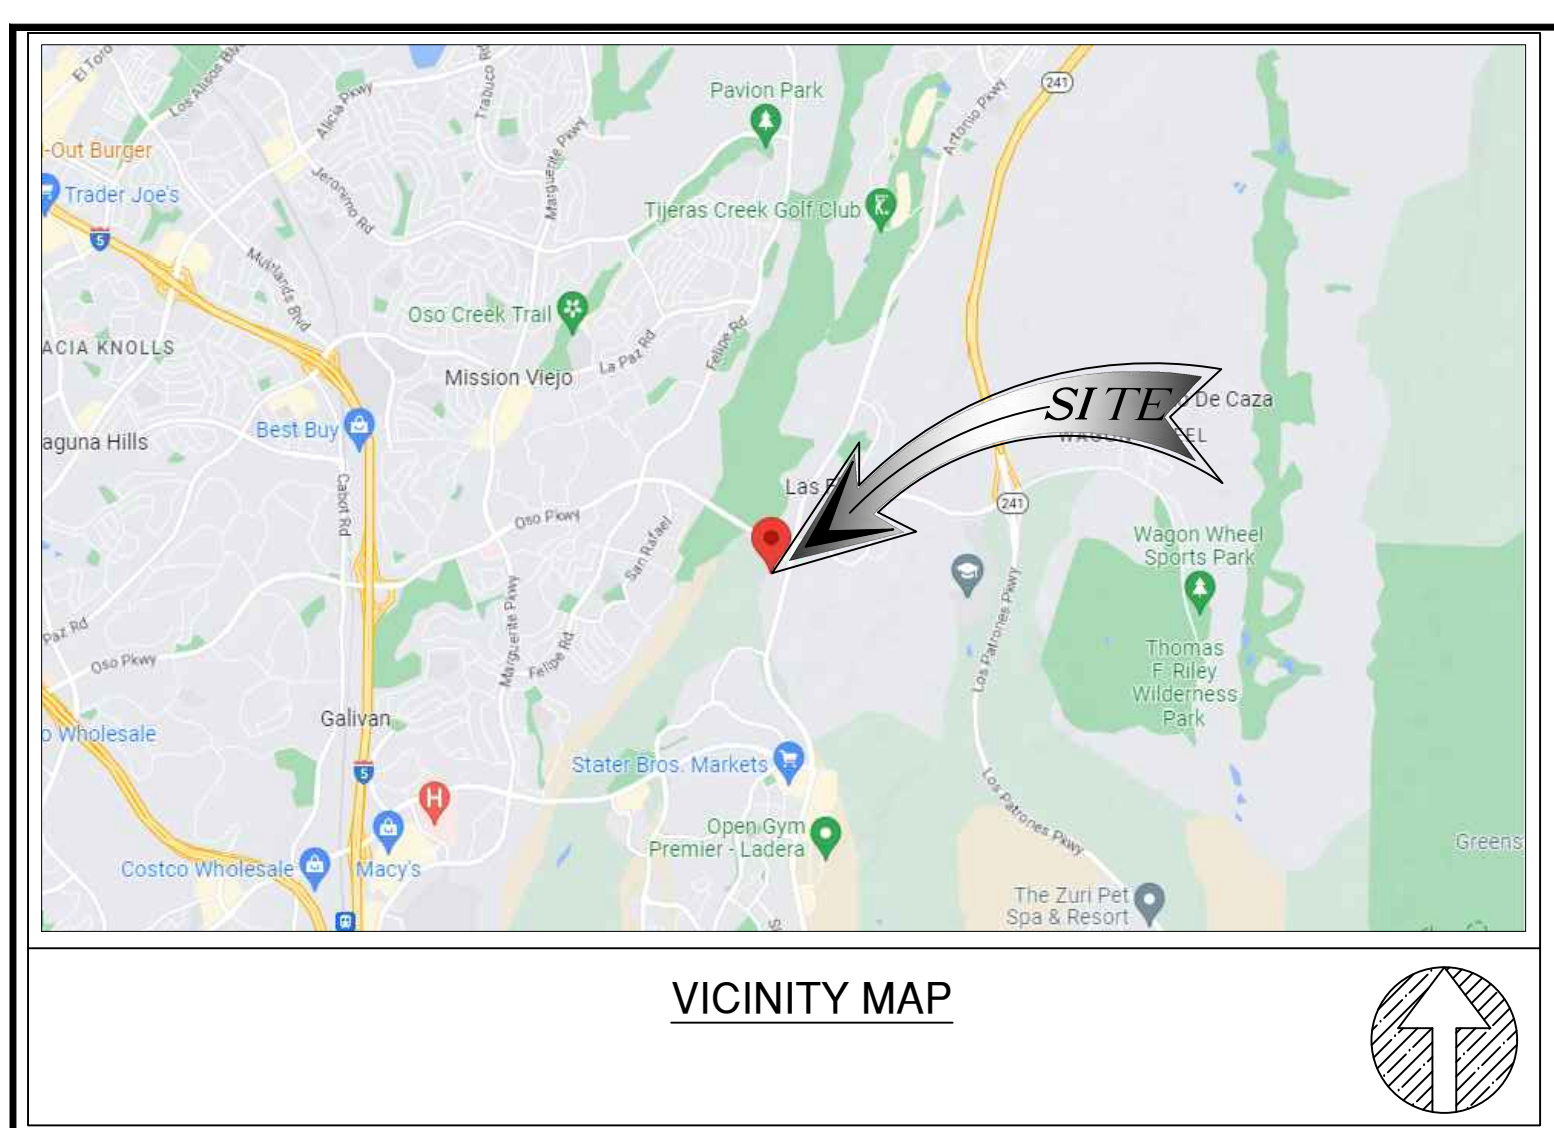 El Toro
Los Alisos Blv
Alicia Pkwy
Trabuco Rd
Pavion Park
241
Antonio Pkwy
-Out Burger
Marguerite Pkwy
Trader Joe's
Jeronimo Rd
Tijeras Creek Golf Club
5
Muirlands Blvd
Oso Creek Trail
Felipe Rd
La Paz Rd
ACIA KNOLLS
Mission Viejo
SITE
De Caza
Best Buy
aguna Hills
EL
Las
Cabot Rd
Oso Pkwy
241
San Rafael
Wagon Wheel
Sports Park
Marguerite Pkwy
Los Patrones Pkwy
Paz Rd
Felipe Rd
Oso Pkwy
Thomas
F. Riley
Wilderness
Park
Galivan
o Wholesale
Stater Bros. Markets
5
H
Los Patrones Pkwy
Open Gym
Premier - Ladera
Greens
Costco Wholesale
Macy's
The Zuri Pet
Spa & Resort
VICINITY MAP